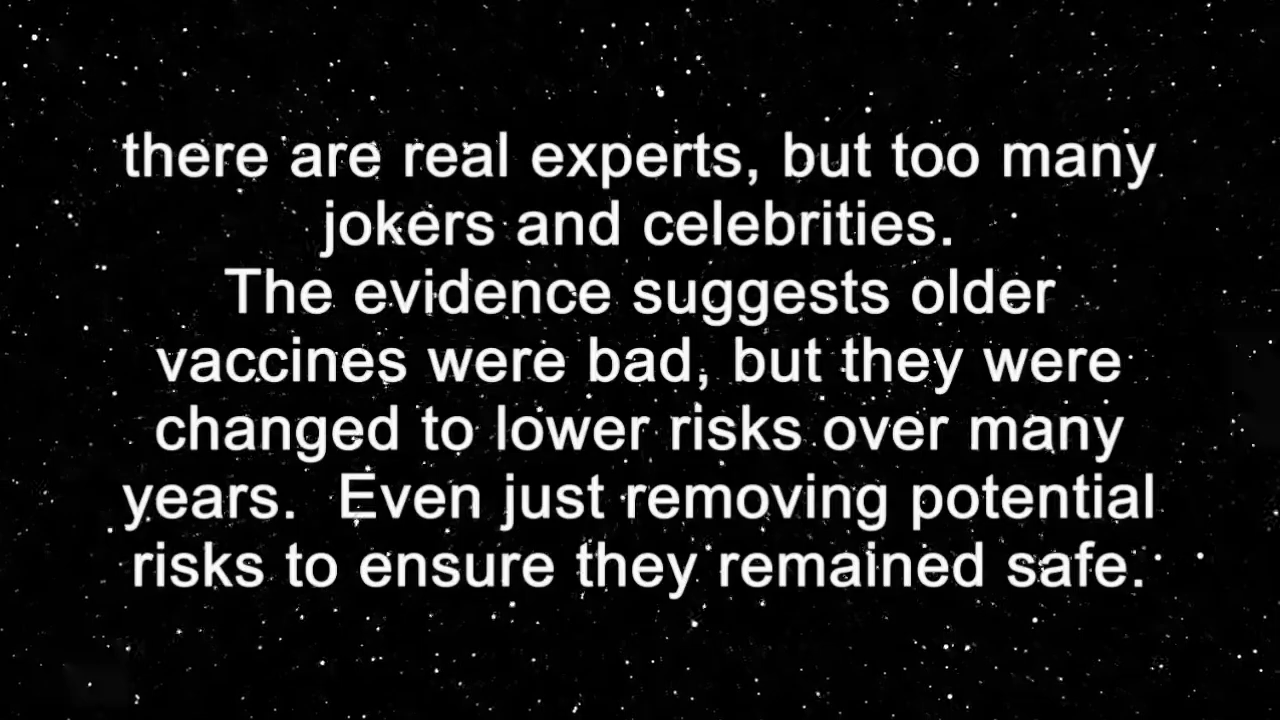 there are real experts, but too many
jokers and celebrities.
The evidence suggests older
vaccines were bad, but they were
changed to lower risks over many
years.  Even just removing potential
risks to ensure they remained safe.